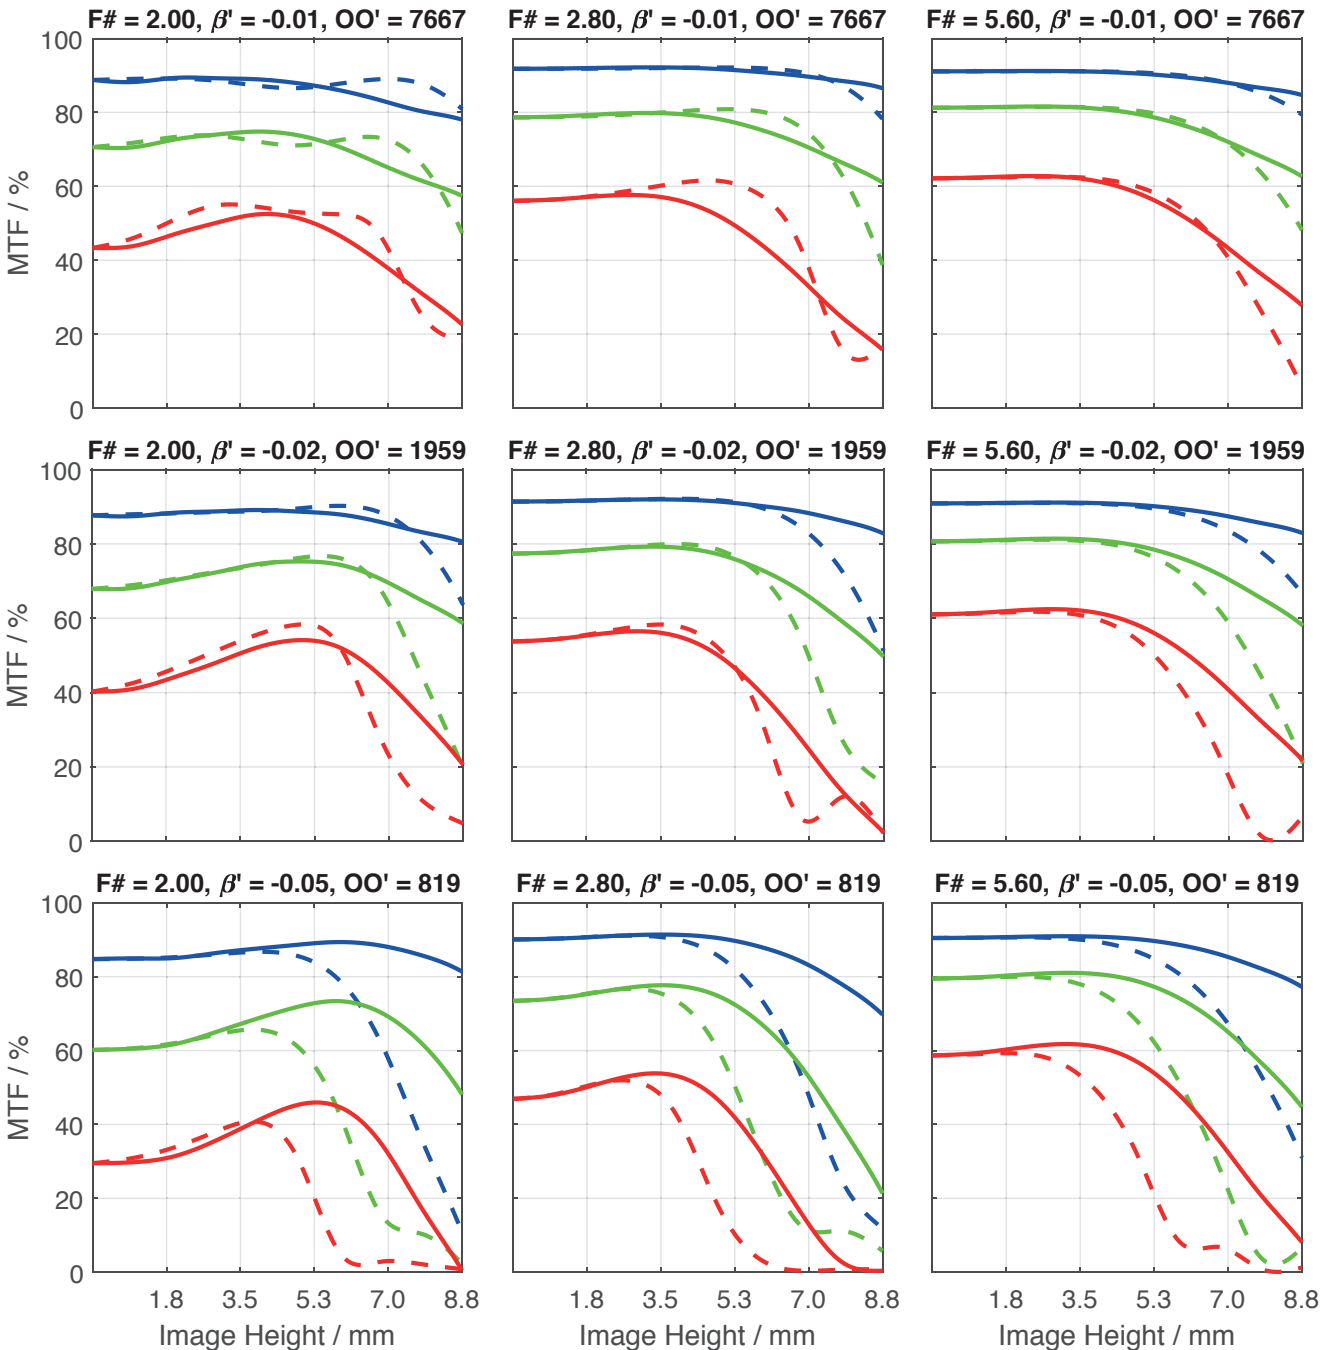 F# = 2.00, β' = -0.01, OO' = 7667
F# = 2.80, β' = -0.01, OO' = 7667
F# = 5.60, β' = -0.01, OO' = 7667
100
80
60
40
20
0
MTF / %
F# = 2.00, β' = -0.02, OO' = 1959
F# = 2.80, β' = -0.02, OO' = 1959
F# = 5.60, β' = -0.02, OO' = 1959
100
80
60
40
20
0
MTF / %
F# = 2.00, β' = -0.05, OO' = 819
F# = 2.80, β' = -0.05, OO' = 819
F# = 5.60, β' = -0.05, OO' = 819
100
80
60
40
20
0
MTF / %
1.8 3.5 5.3 7.0 8.8
1.8 3.5 5.3 7.0 8.8
1.8 3.5 5.3 7.0 8.8
Image Height / mm
Image Height / mm
Image Height / mm